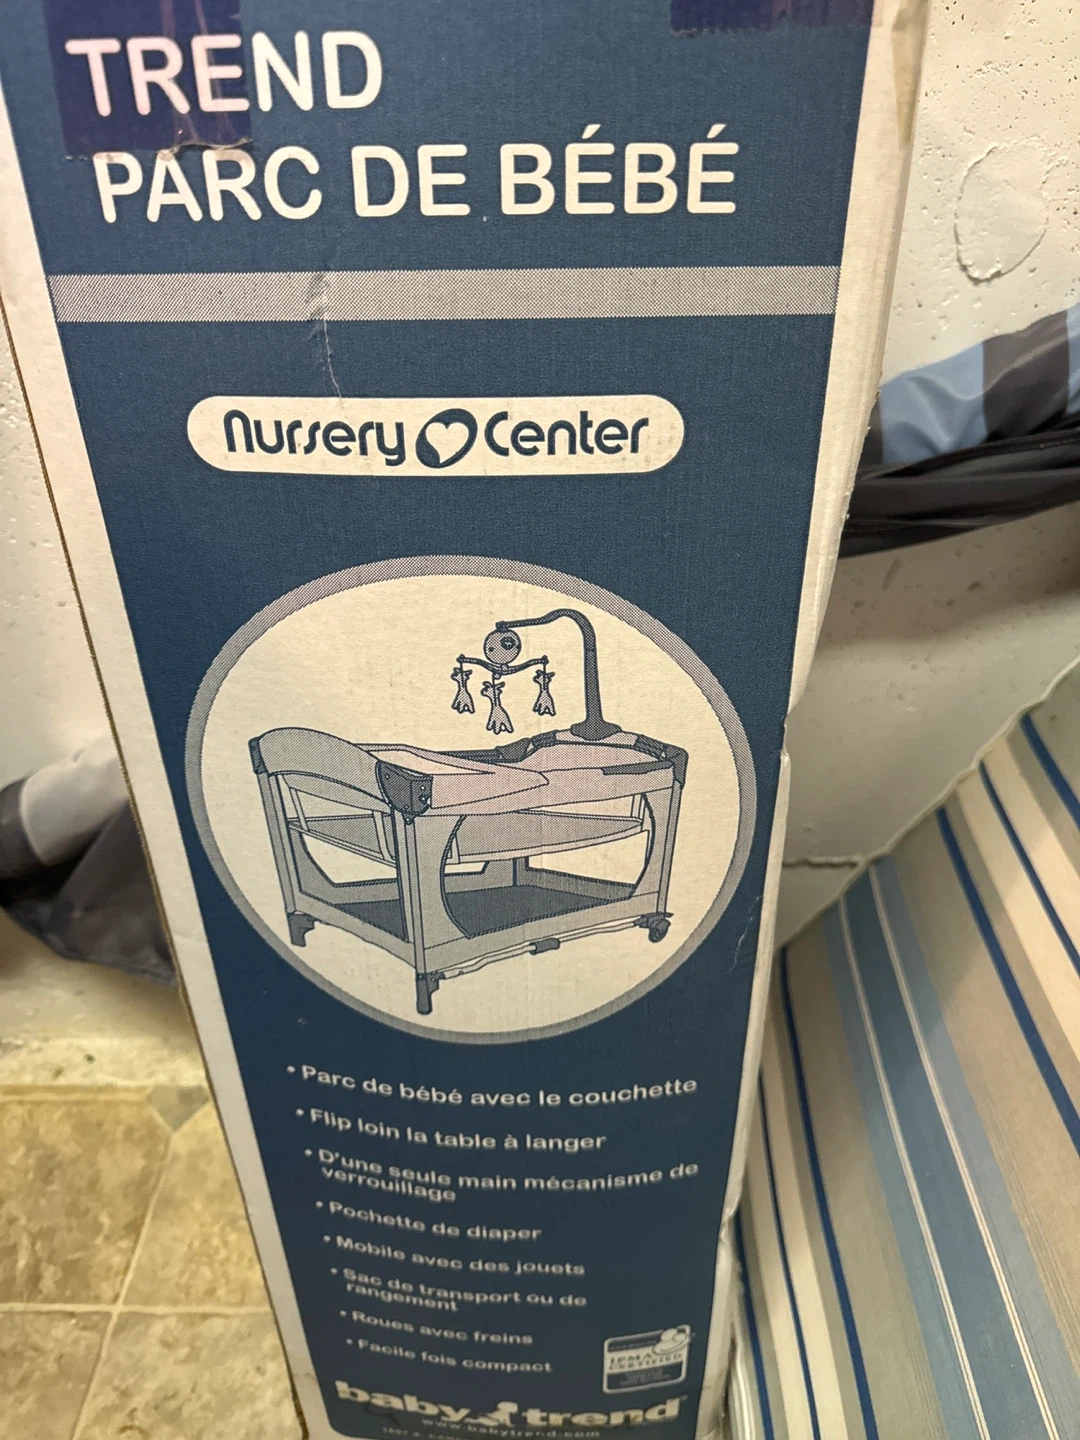 TREND
PARC DE BÉBÉ
Nursery Center
• Parc de bébé avec le couchette
• Flip loin la table à langer
• D'une seule main mécanisme de
verrouillage
• Pochette de diaper
• Mobile avec des jouets
• Sac de transport ou de
rangement
• Roues avec freins
• Facile fois compact
JPMA
CERTIFIED
baby trend
www.babytrend.com